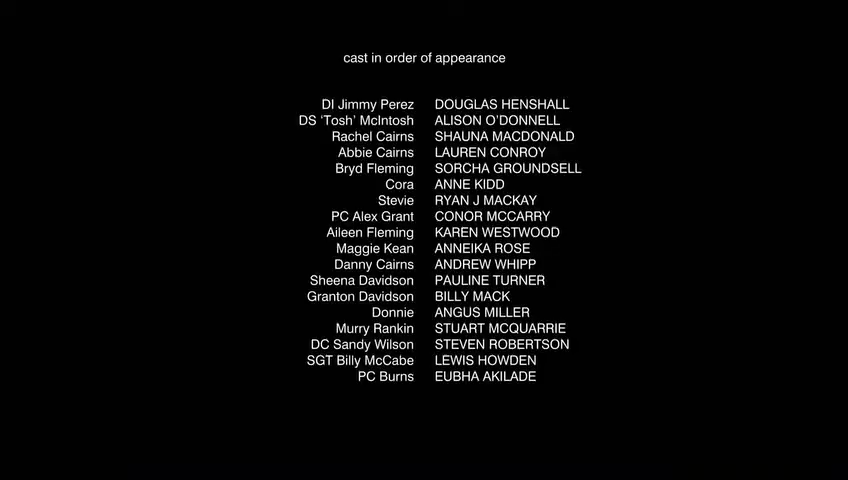 cast in order of appearance
DI Jimmy Perez DOUGLAS HENSHALL
DS 'Tosh' McIntosh ALISON O'DONNELL
Rachel Cairns SHAUNA MACDONALD
Abbie Cairns LAUREN CONROY
Bryd Fleming SORCHA GROUNDSELL
Cora ANNE KIDD
Stevie RYAN J MACKAY
PC Alex Grant CONOR MCCARRY
Aileen Fleming KAREN WESTWOOD
Maggie Kean ANNEIKA ROSE
Danny Cairns ANDREW WHIPP
Sheena Davidson PAULINE TURNER
Granton Davidson BILLY MACK
Donnie ANGUS MILLER
Murry Rankin STUART MCQUARRIE
DC Sandy Wilson STEVEN ROBERTSON
SGT Billy McCabe LEWIS HOWDEN
PC Burns EUBHA AKILADE